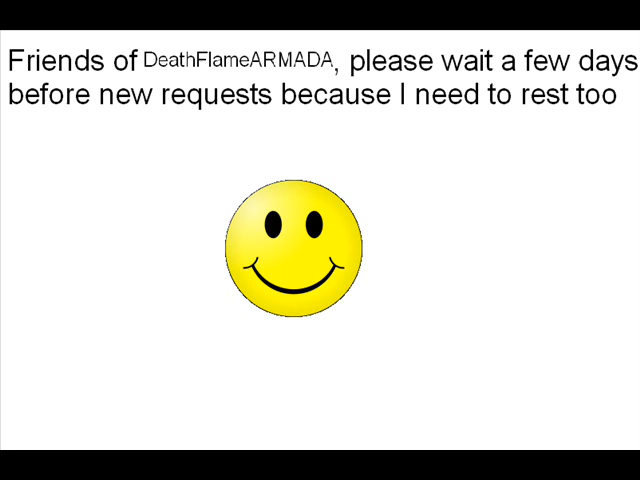 Friends of DeathFlameARMADA, please wait a few days
before new requests because I need to rest too